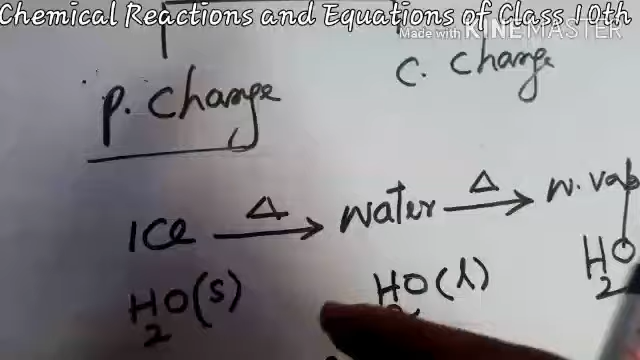 Chemical Reactions and Equations of Class 10th
Made with KINEMASTER
P. Change
C. Change
ICE Δ→ Water Δ→ W. vap
H2O(s) H2O(l) H2O